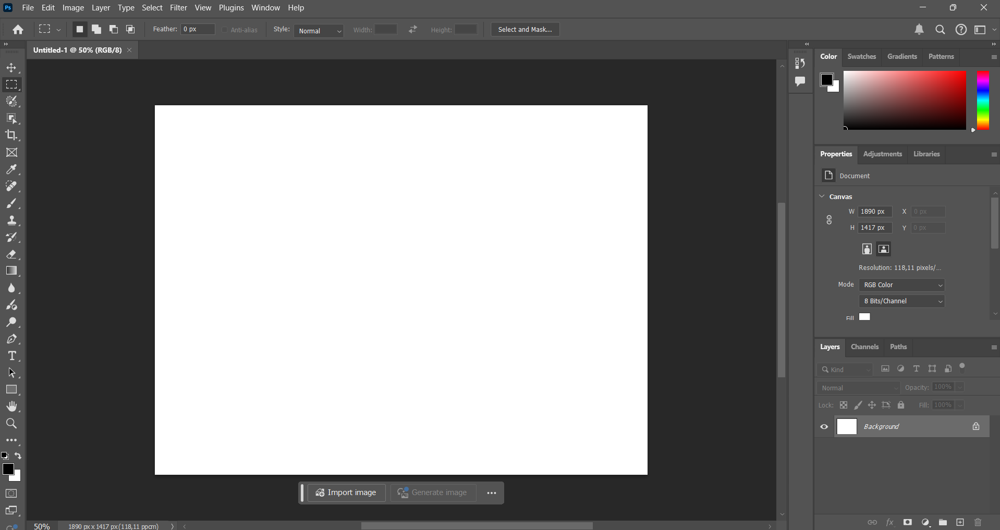 Ps File Edit Image Layer Type Select Filter View Plugins Window Help
Feather: 0 px Anti-alias Style: Normal Width: Height: Select and Mask...
Untitled-1 @ 50% (RGB/8)
Color Swatches Gradients Patterns
Properties Adjustments Libraries
Document
Canvas
W 1890 px X 0 px
H 1417 px Y 0 px
Resolution: 118,11 pixels/...
Mode RGB Color
8 Bits/Channel
Fill
Layers Channels Paths
Kind
Normal Opacity: 100%
Lock: Fill: 100%
Background
Import image Generate image
fx
50% 1890 px x 1417 px (118,11 ppcm)